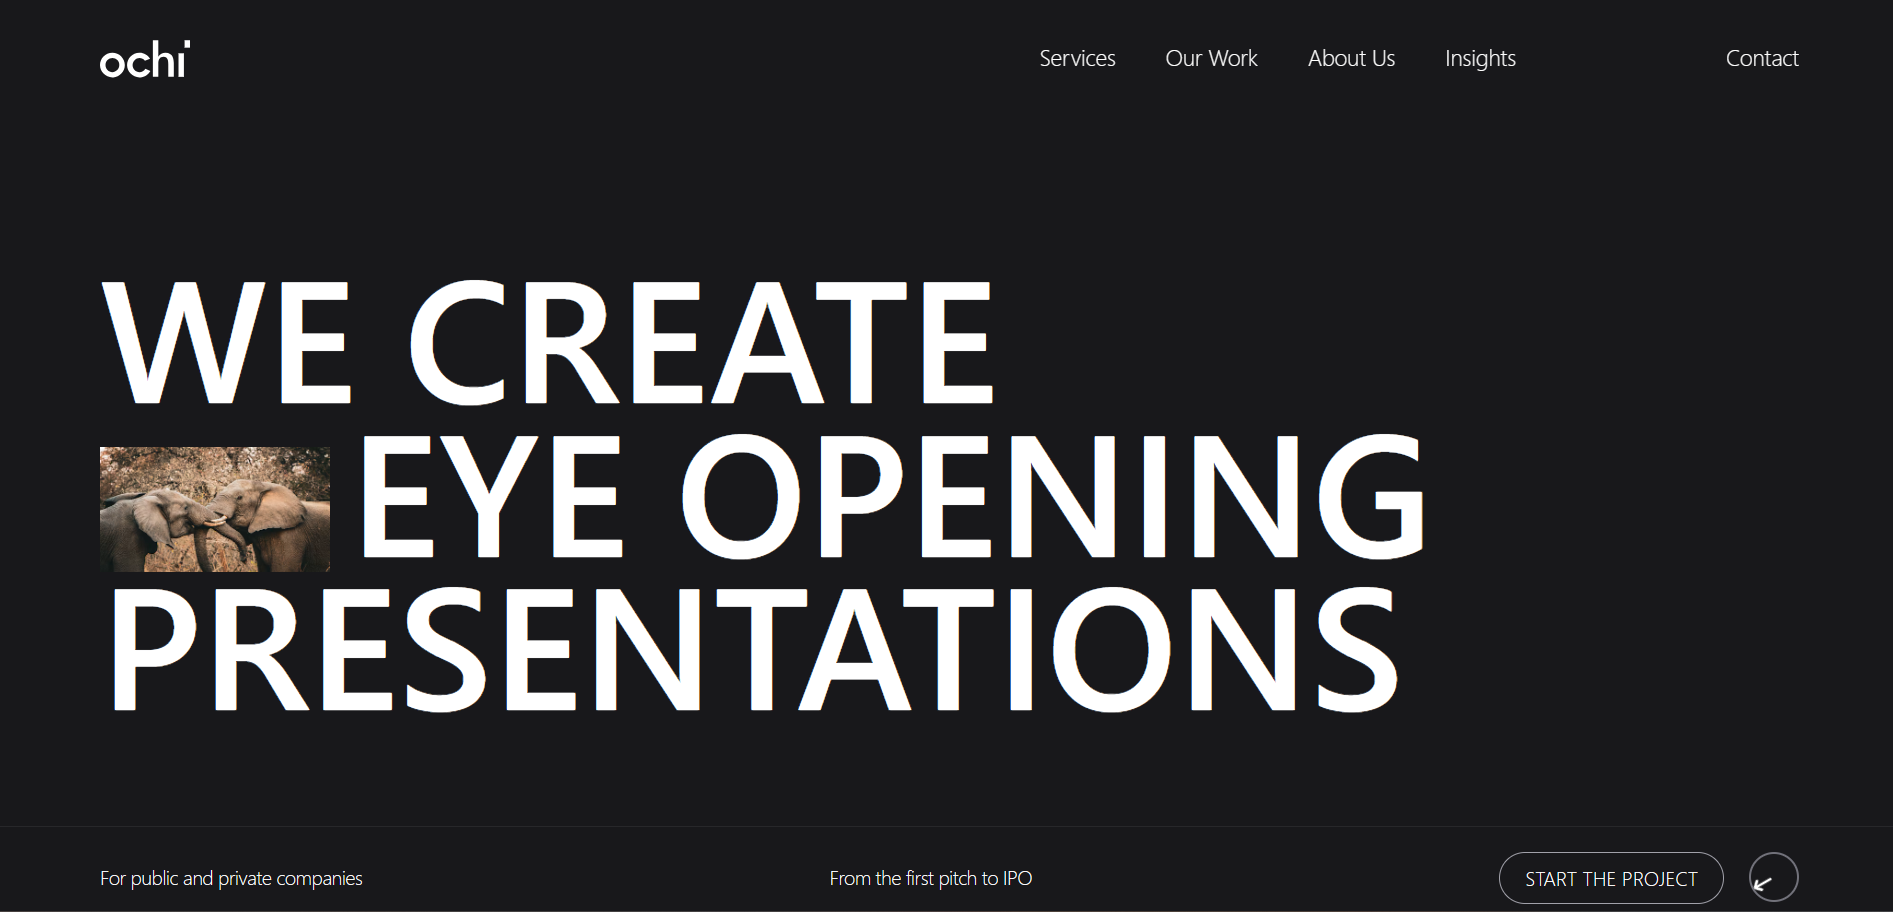 ochi
Services Our Work About Us Insights Contact
WE CREATE
EYE OPENING
PRESENTATIONS
For public and private companies From the first pitch to IPO START THE PROJECT